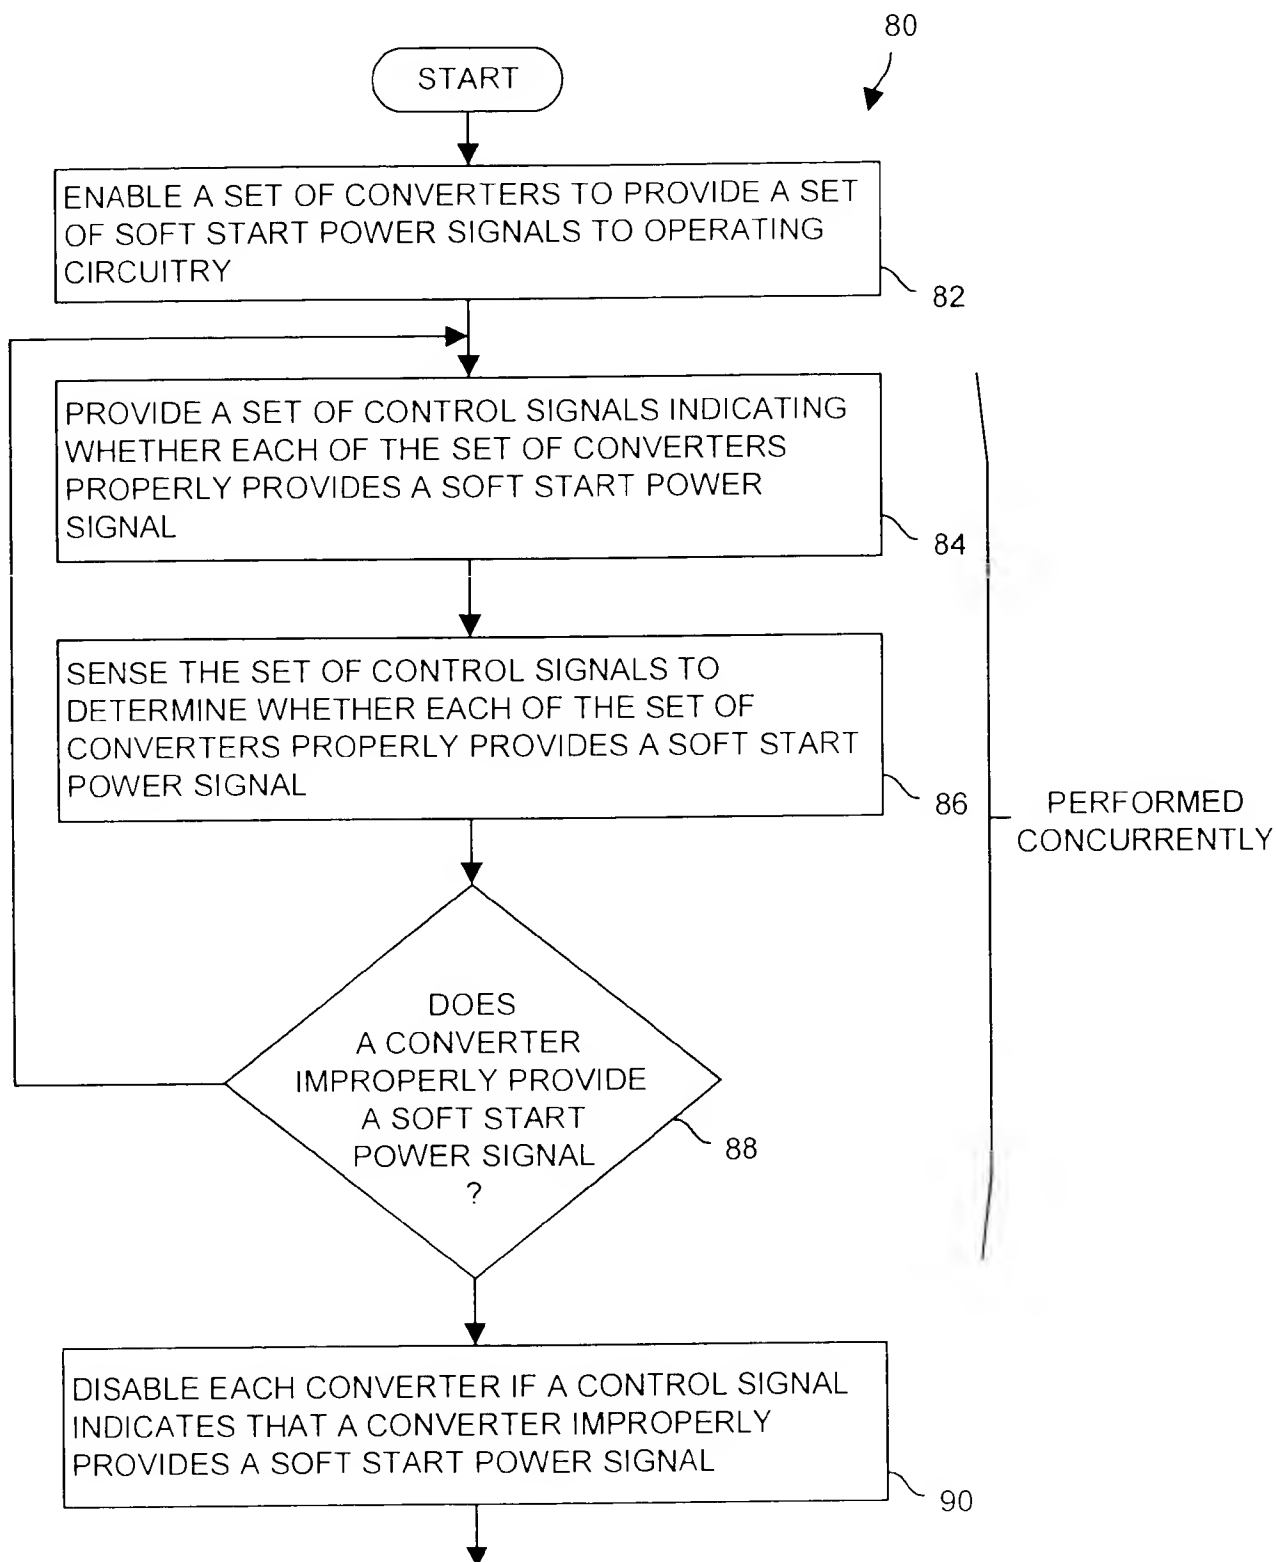 80
START
ENABLE A SET OF CONVERTERS TO PROVIDE A SET
OF SOFT START POWER SIGNALS TO OPERATING
CIRCUITRY
82
PROVIDE A SET OF CONTROL SIGNALS INDICATING
WHETHER EACH OF THE SET OF CONVERTERS
PROPERLY PROVIDES A SOFT START POWER
SIGNAL
84
SENSE THE SET OF CONTROL SIGNALS TO
DETERMINE WHETHER EACH OF THE SET OF
CONVERTERS PROPERLY PROVIDES A SOFT START
POWER SIGNAL
86
PERFORMED
CONCURRENTLY
DOES
A CONVERTER
IMPROPERLY PROVIDE
A SOFT START
POWER SIGNAL
?
88
DISABLE EACH CONVERTER IF A CONTROL SIGNAL
INDICATES THAT A CONVERTER IMPROPERLY
PROVIDES A SOFT START POWER SIGNAL
90